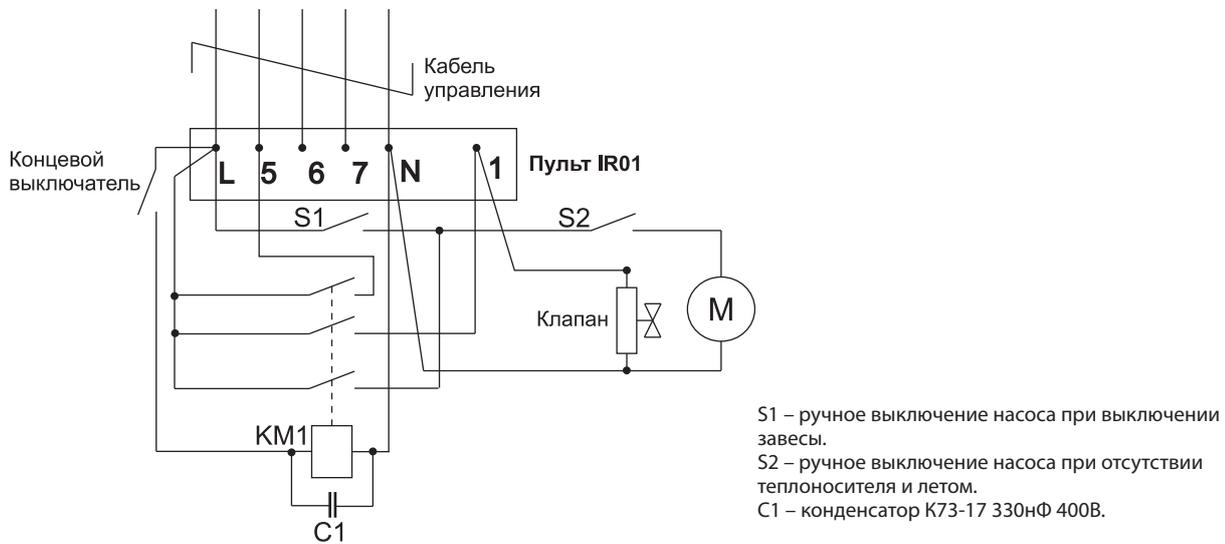 Кабель
управления
Концевой
выключатель
L 5 6 7 N 1
Пульт IR01
S1
S2
Клапан
M
KM1
C1
S1 – ручное выключение насоса при выключении
завесы.
S2 – ручное выключение насоса при отсутствии
теплоносителя и летом.
С1 – конденсатор К73-17 330нФ 400В.